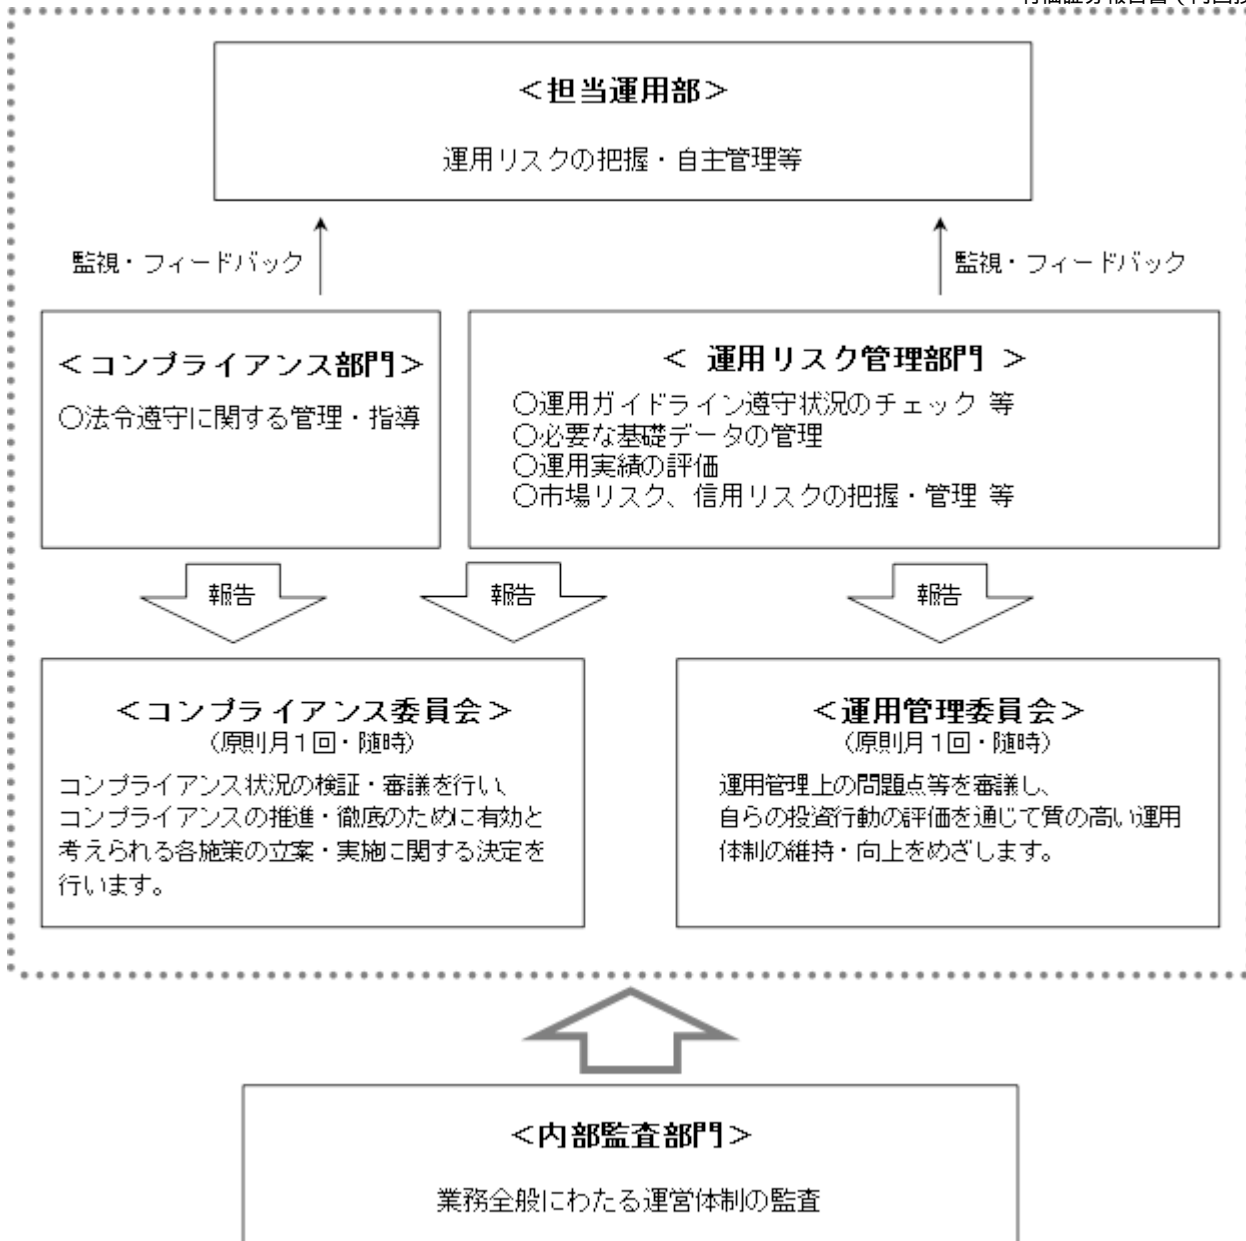 ＜担当運用部＞
運用リスクの把握・自主管理等
監視・フィードバック
監視・フィードバック
＜コンプライアンス部門＞
○法令遵守に関する管理・指導
＜ 運用リスク管理部門 ＞
○運用ガイドライン遵守状況のチェック 等
○必要な基礎データの管理
○運用実績の評価
○市場リスク、信用リスクの把握・管理 等
報告
報告
報告
＜コンプライアンス委員会＞
（原則月１回・随時）
コンプライアンス状況の検証・審議を行い、
コンプライアンスの推進・徹底のために有効と
考えられる各施策の立案・実施に関する決定を
行います。
＜運用管理委員会＞
（原則月１回・随時）
運用管理上の問題点等を審議し、
自らの投資行動の評価を通じて質の高い運用
体制の維持・向上をめざします。
＜内部監査部門＞
業務全般にわたる運営体制の監査